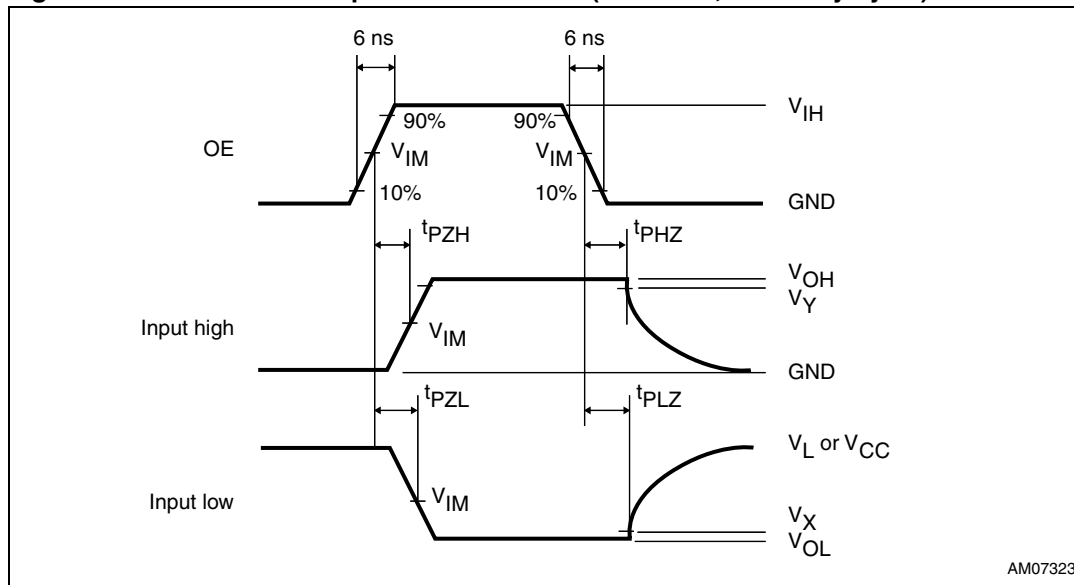 6 ns 6 ns
V_IH
90% 90%
OE V_IM V_IM
10% 10%
GND
t_PZH t_PHZ
V_OH
V_Y
Input high V_IM
GND
t_PZL t_PLZ
V_L or V_CC
Input low V_IM
V_X
V_OL
AM07323